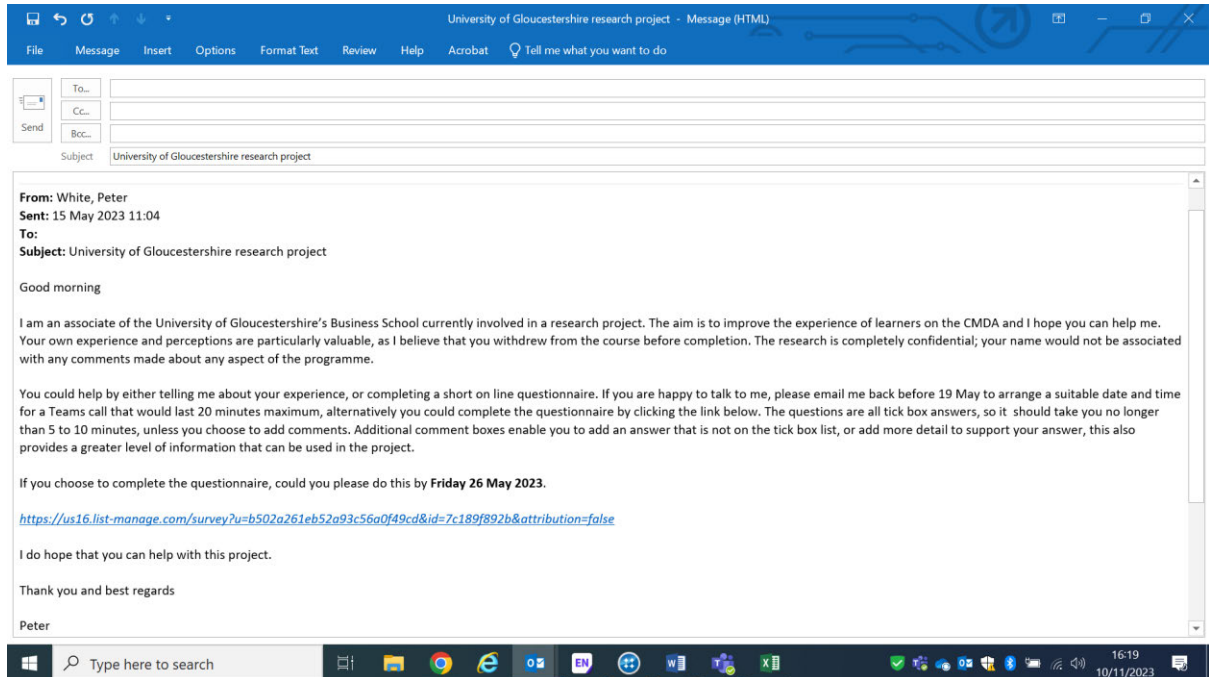 University of Gloucestershire research project - Message (HTML)
File Message Insert Options Format Text Review Help Acrobat Tell me what you want to do
To...
Cc...
Send
Bcc...
Subject University of Gloucestershire research project
From: White, Peter
Sent: 15 May 2023 11:04
To:
Subject: University of Gloucestershire research project
Good morning
I am an associate of the University of Gloucestershire's Business School currently involved in a research project. The aim is to improve the experience of learners on the CMDA and I hope you can help me.
Your own experience and perceptions are particularly valuable, as I believe that you withdrew from the course before completion. The research is completely confidential; your name would not be associated
with any comments made about any aspect of the programme.
You could help by either telling me about your experience, or completing a short on line questionnaire. If you are happy to talk to me, please email me back before 19 May to arrange a suitable date and time
for a Teams call that would last 20 minutes maximum, alternatively you could complete the questionnaire by clicking the link below. The questions are all tick box answers, so it should take you no longer
than 5 to 10 minutes, unless you choose to add comments. Additional comment boxes enable you to add an answer that is not on the tick box list, or add more detail to support your answer, this also
provides a greater level of information that can be used in the project.
If you choose to complete the questionnaire, could you please do this by Friday 26 May 2023.
https://us16.list-manage.com/survey?u=b502a261eb52a93c56a0f49cd&id=7c189f892b&attribution=false
I do hope that you can help with this project.
Thank you and best regards
Peter
Type here to search
EN
16:19
10/11/2023